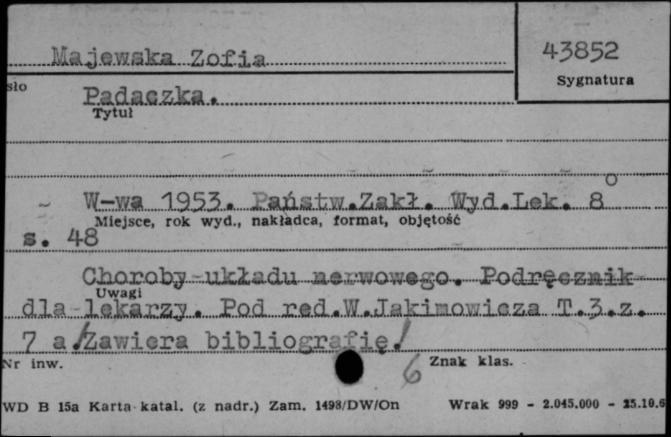 Majewska Zofia
43852
Sygnatura
sło
Padaczka.
Tytuł
W-wa 1953. Państw.Zakł. Wyd.Lek. 8°
Miejsce, rok wyd., nakładca, format, objętość
s. 48
Choroby układu nerwowego. Podręcznik
Uwagi
dla lekarzy. Pod red.W.Jakimowicza T.3.z.
7 a/Zawiera bibliografię/
Nr inw.
6 Znak klas.
WD B 15a Karta katal. (z nadr.) Zam. 1498/DW/On Wrak 999 - 2.045.000 - 25.10.6